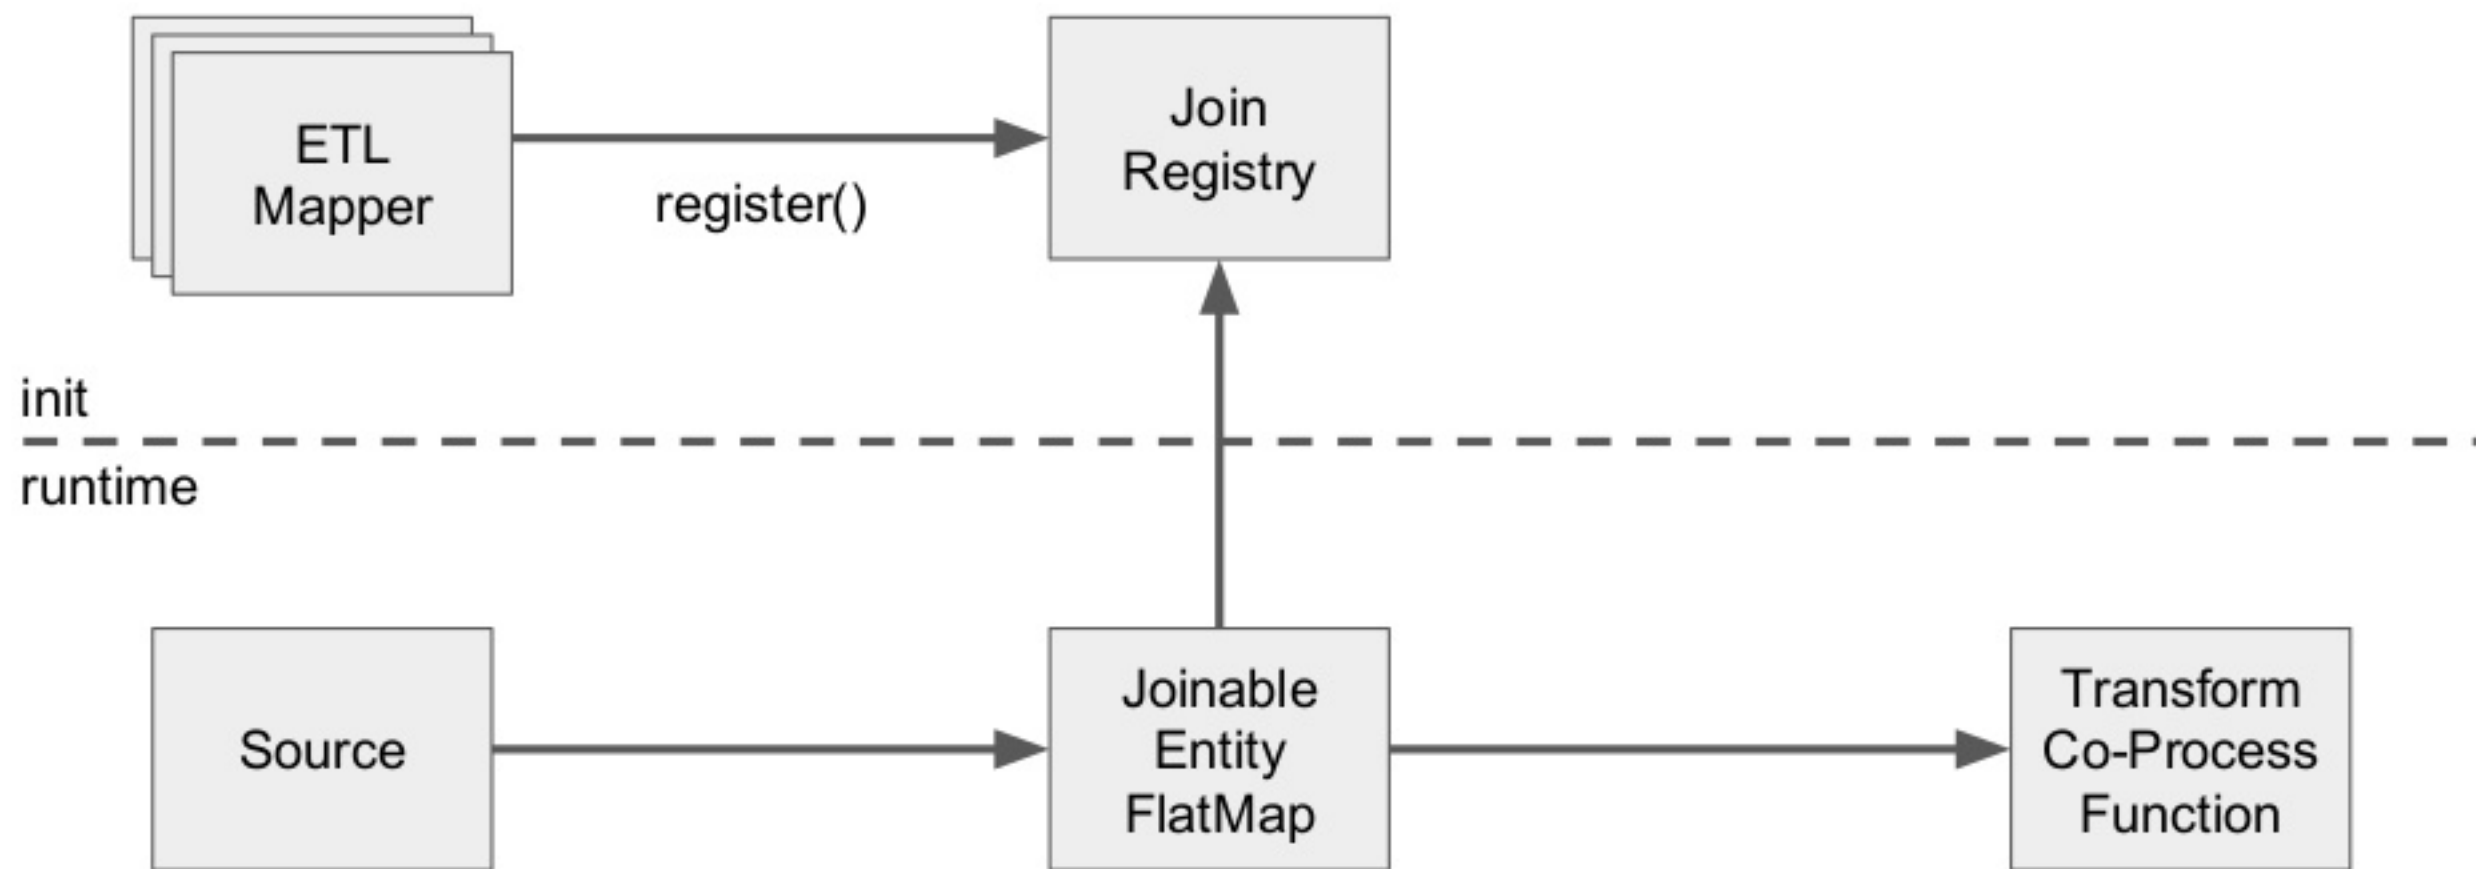 ETL
Mapper
register()
Join
Registry
init
runtime
Source
Joinable
Entity
FlatMap
Transform
Co-Process
Function